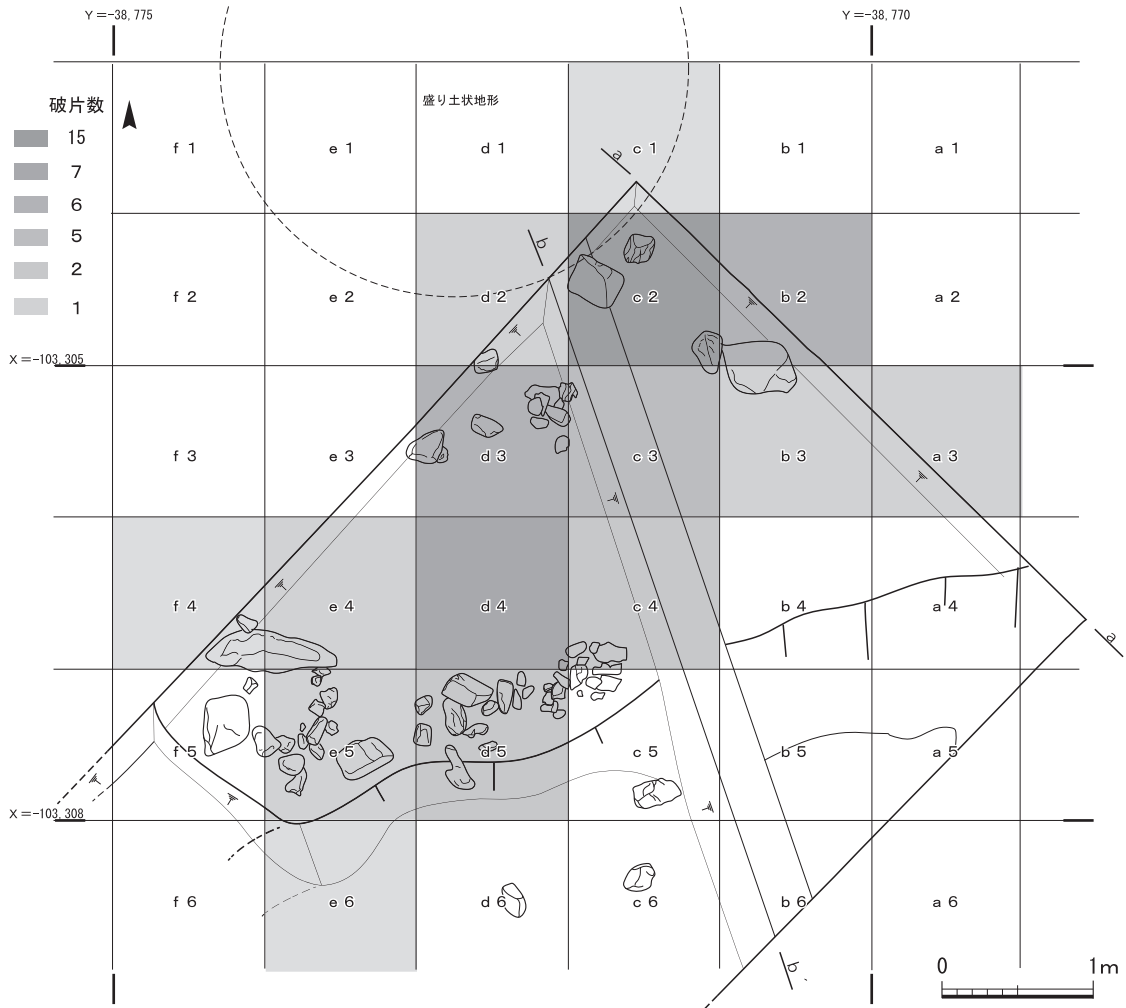 Y=-38,775
Y=-38,770
破片数
15
7
6
5
2
1
盛り土状地形
f 1
e 1
d 1
c 1
b 1
a 1
a
b
f 2
e 2
d 2
c 2
b 2
a 2
X=-103,305
f 3
e 3
d 3
c 3
b 3
a 3
f 4
e 4
d 4
c 4
b 4
a 4
a'
f 5
e 5
d 5
c 5
b 5
a 5
X=-103,308
f 6
e 6
d 6
c 6
b 6
a 6
b'
0
1m